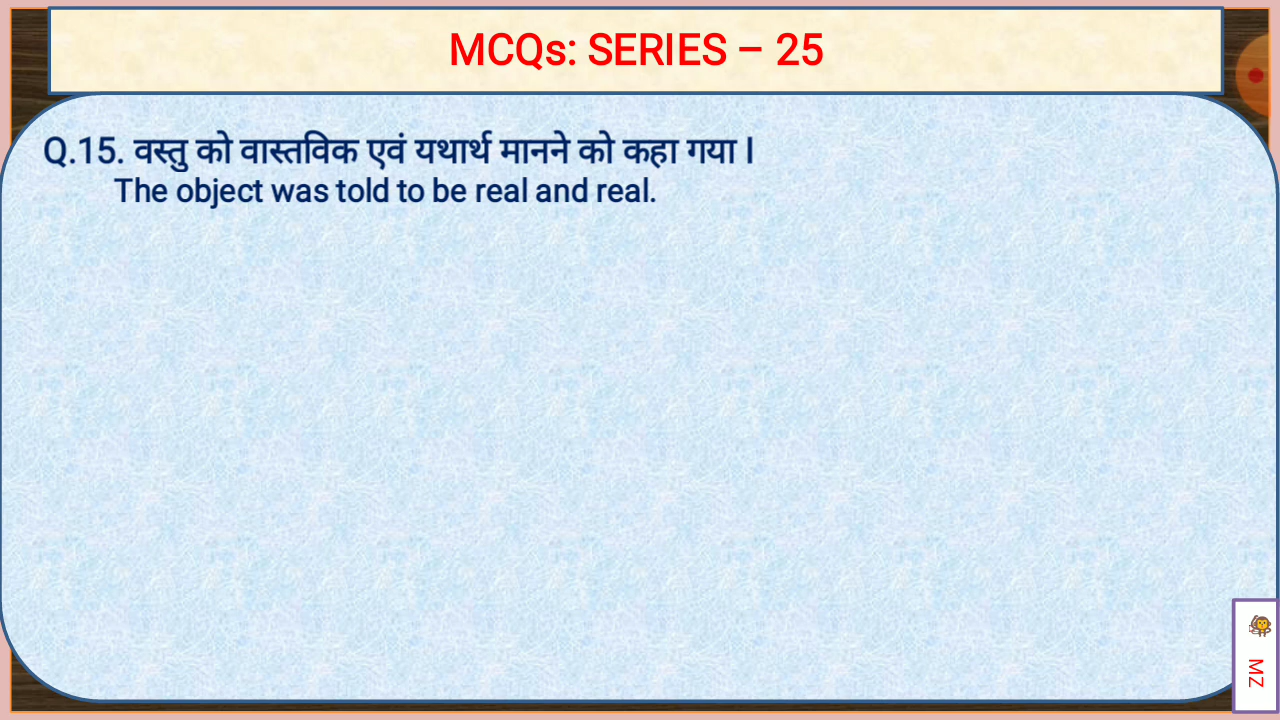 MCQs: SERIES – 25
Q.15. वस्तु को वास्तविक एवं यथार्थ मानने को कहा गया I
The object was told to be real and real.
MZ